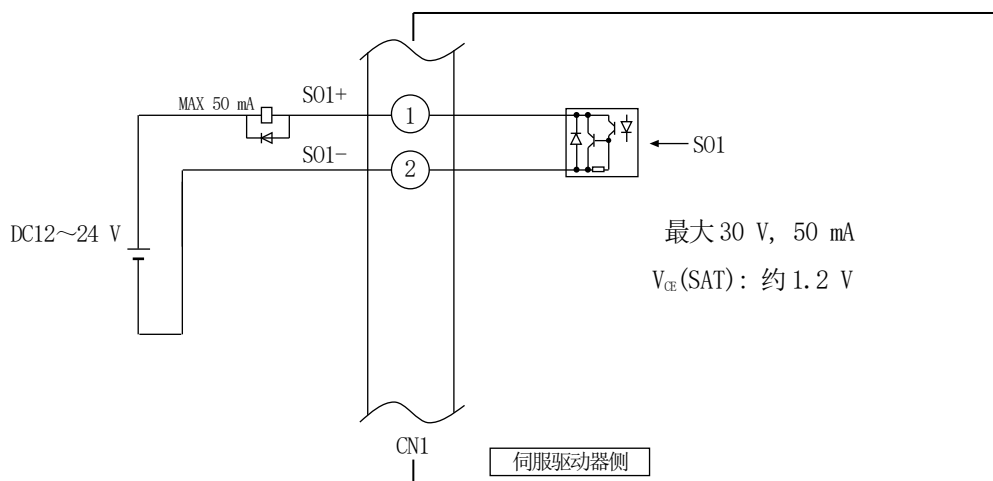 MAX 50 mA
SO1+
1
SO1-
2
SO1
DC12～24 V
最大 30 V, 50 mA
VCE(SAT): 约 1.2 V
CN1
伺服驱动器侧